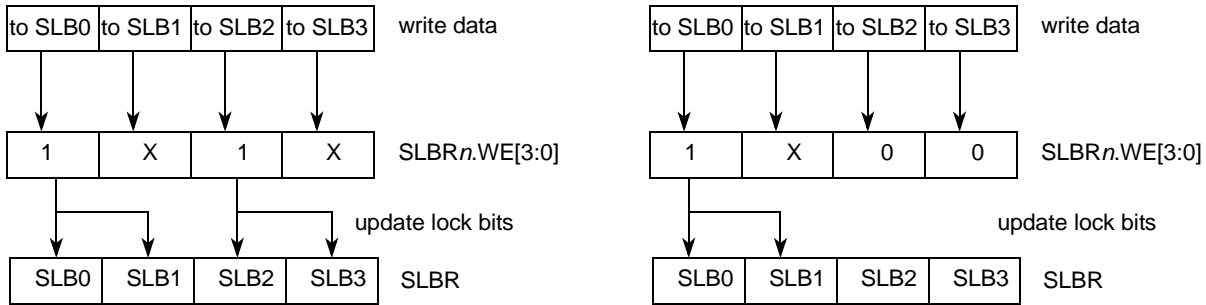 to SLB0 to SLB1 to SLB2 to SLB3 write data
1 X 1 X SLBRn.WE[3:0]
update lock bits
SLB0 SLB1 SLB2 SLB3 SLBR
to SLB0 to SLB1 to SLB2 to SLB3 write data
1 X 0 0 SLBRn.WE[3:0]
update lock bits
SLB0 SLB1 SLB2 SLB3 SLBR